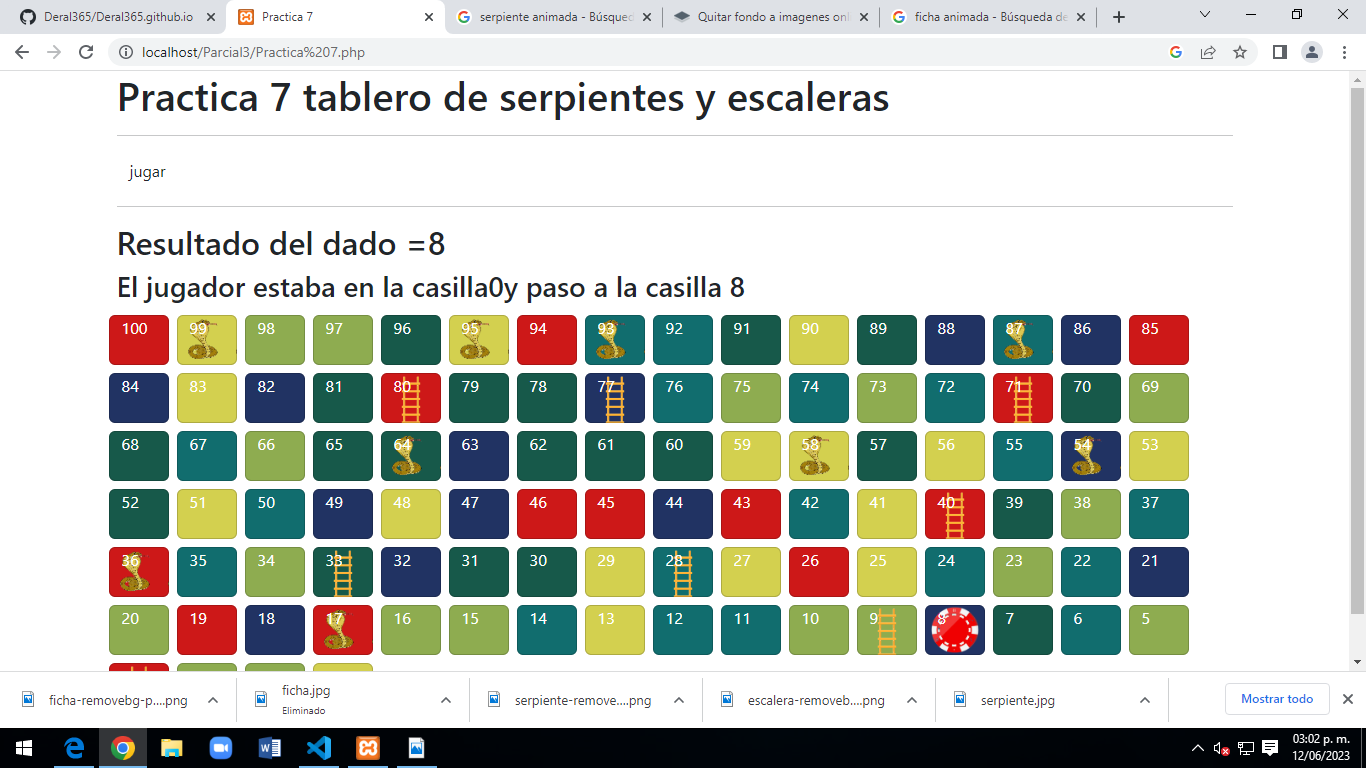 Deral365/Deral365.github.io
Practica 7
serpiente animada - Búsqued
Quitar fondo a imagenes onl
ficha animada - Búsqueda de
localhost/Parcial3/Practica%207.php
Practica 7 tablero de serpientes y escaleras
jugar
Resultado del dado =8
El jugador estaba en la casilla0y paso a la casilla 8
100 99 98 97 96 95 94 93 92 91 90 89 88 87 86 85
84 83 82 81 80 79 78 77 76 75 74 73 72 71 70 69
68 67 66 65 64 63 62 61 60 59 58 57 56 55 54 53
52 51 50 49 48 47 46 45 44 43 42 41 40 39 38 37
36 35 34 33 32 31 30 29 28 27 26 25 24 23 22 21
20 19 18 17 16 15 14 13 12 11 10 9 8 7 6 5
ficha-removebg-p....png
ficha.jpg
Eliminado
serpiente-remove....png
escalera-removeb....png
serpiente.jpg
Mostrar todo
03:02 p. m.
12/06/2023